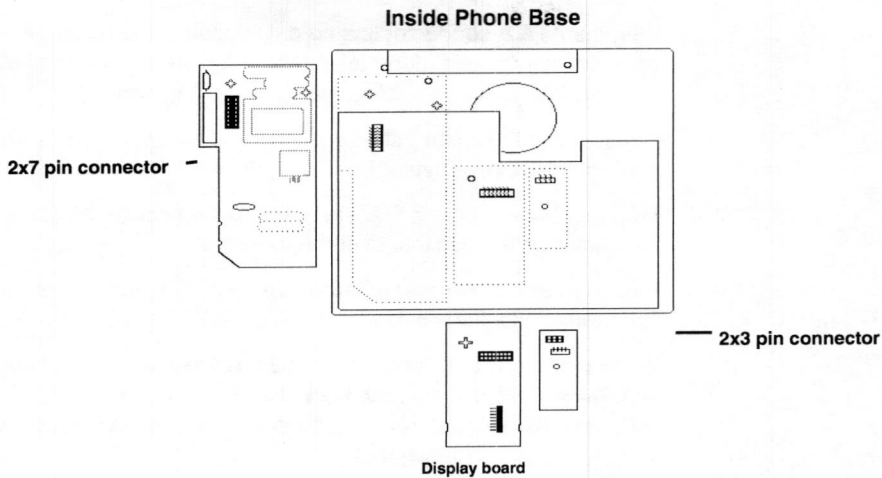 Inside Phone Base
2x7 pin connector
2x3 pin connector
Display board